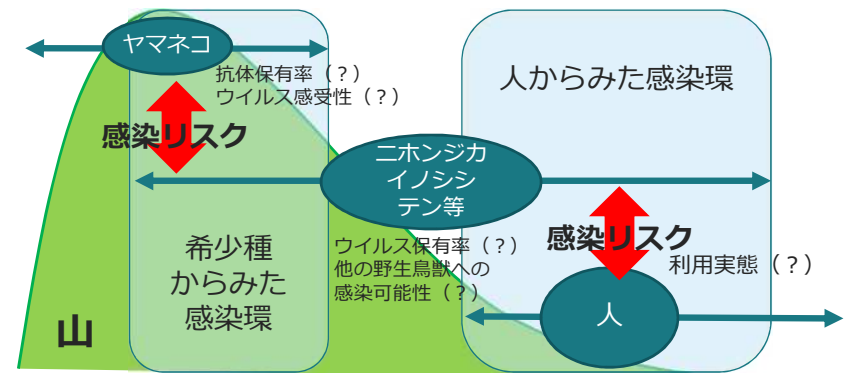 ヤマネコ
抗体保有率（？）
ウイルス感受性（？）
感染リスク
人からみた感染環
ニホンジカ
イノシシ
テン等
希少種
からみた
感染環
ウイルス保有率（？）
他の野生鳥獣への
感染可能性（？）
感染リスク
利用実態（？）
人
山